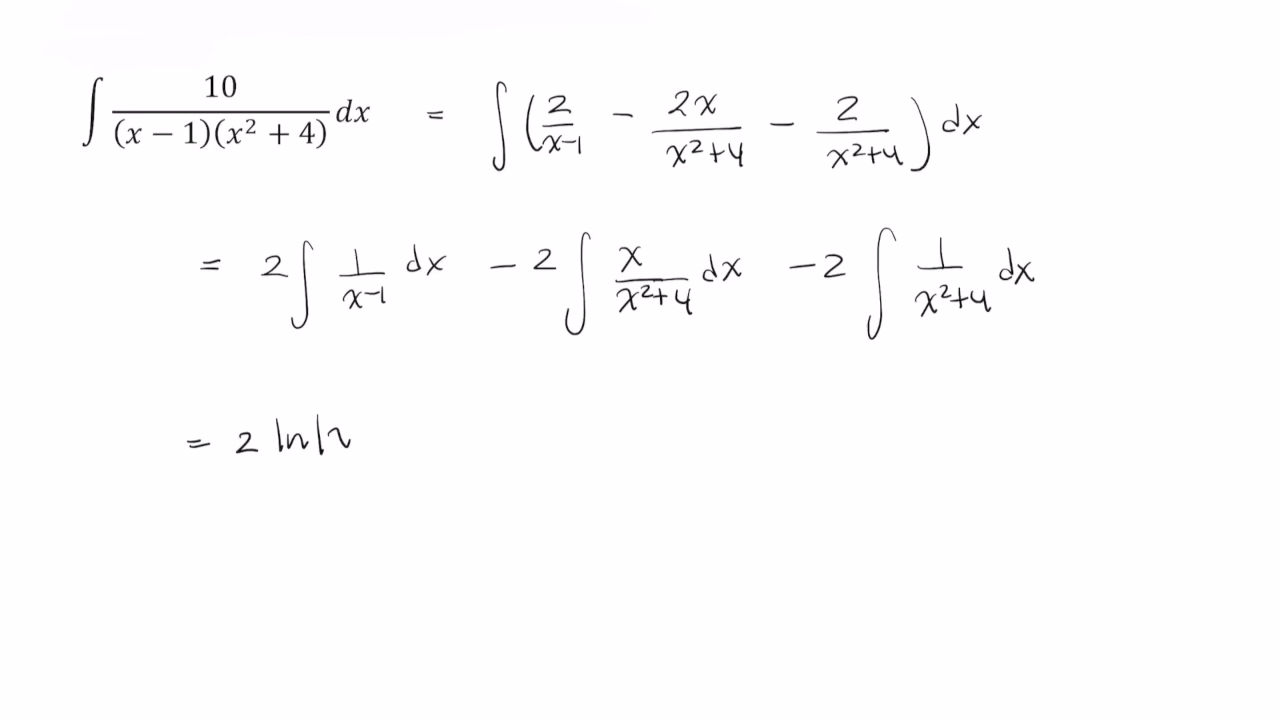 ∫ 10/((x − 1)(x² + 4)) dx = ∫ (2/(x−1) − 2x/(x²+4) − 2/(x²+4)) dx
= 2 ∫ 1/(x−1) dx − 2 ∫ x/(x²+4) dx − 2 ∫ 1/(x²+4) dx
= 2 ln|